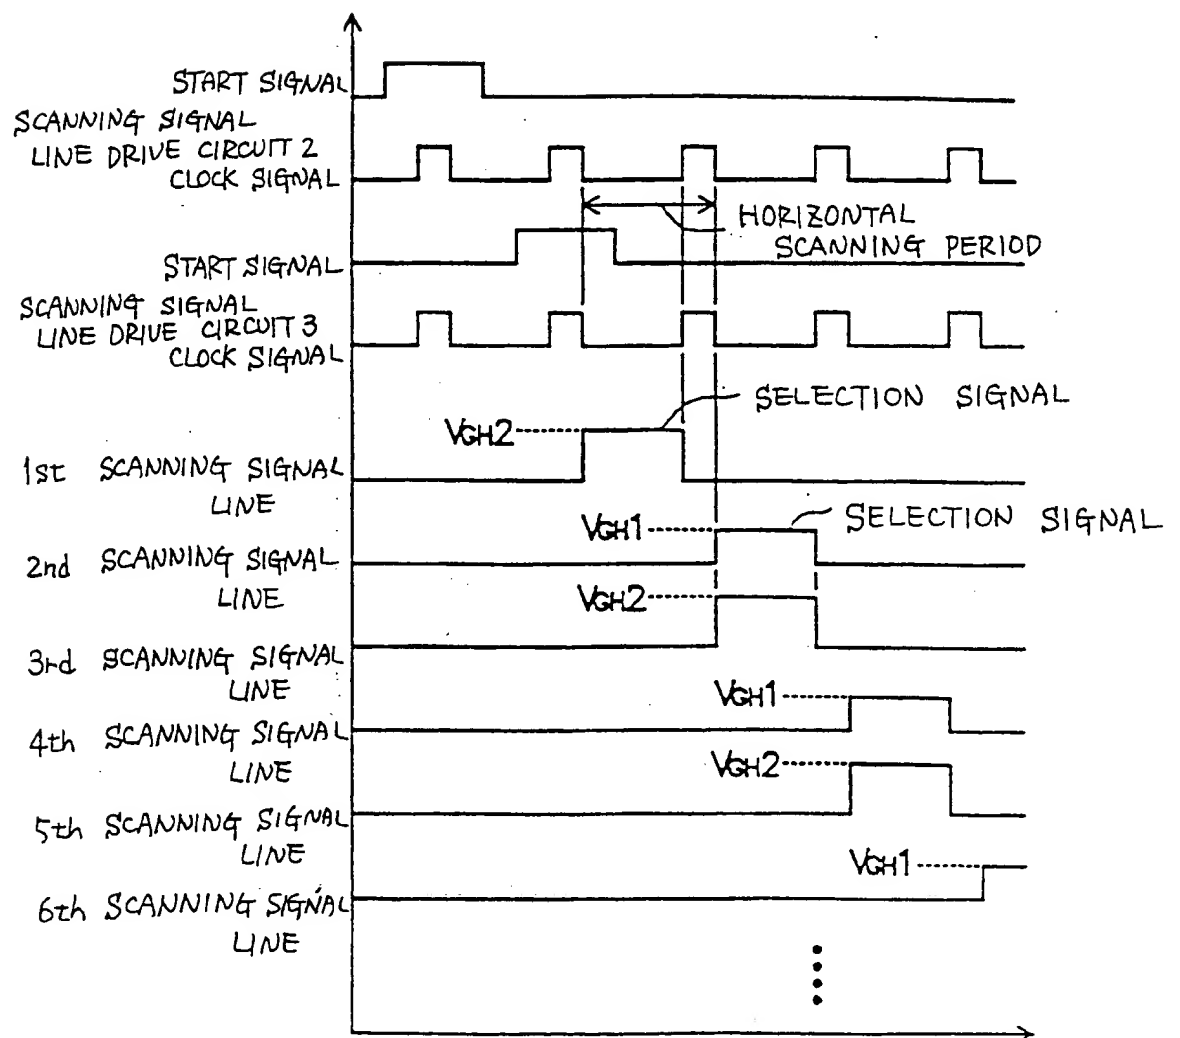 START SIGNAL
SCANNING SIGNAL
LINE DRIVE CIRCUIT 2
CLOCK SIGNAL
HORIZONTAL
SCANNING PERIOD
START SIGNAL
SCANNING SIGNAL
LINE DRIVE CIRCUIT 3
CLOCK SIGNAL
SELECTION SIGNAL
VGH2
1st SCANNING SIGNAL
LINE
SELECTION SIGNAL
VGH1
2nd SCANNING SIGNAL
LINE
VGH2
3rd SCANNING SIGNAL
LINE
VGH1
4th SCANNING SIGNAL
LINE
VGH2
5th SCANNING SIGNAL
LINE
VGH1
6th SCANNING SIGNAL
LINE